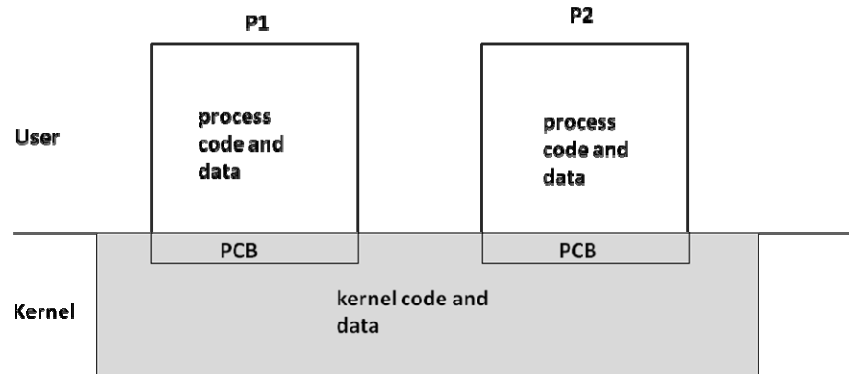 P1
P2
User
process
code and
data
process
code and
data
PCB
PCB
Kernel
kernel code and
data